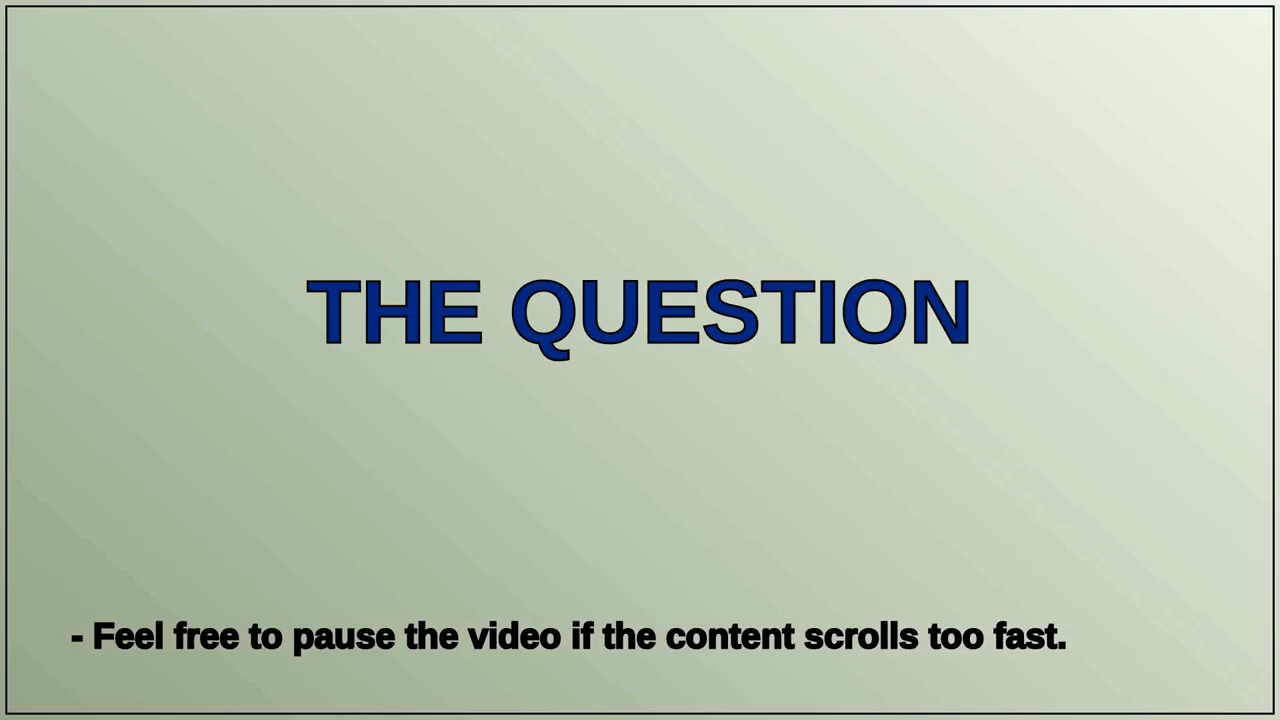 THE QUESTION
- Feel free to pause the video if the content scrolls too fast.